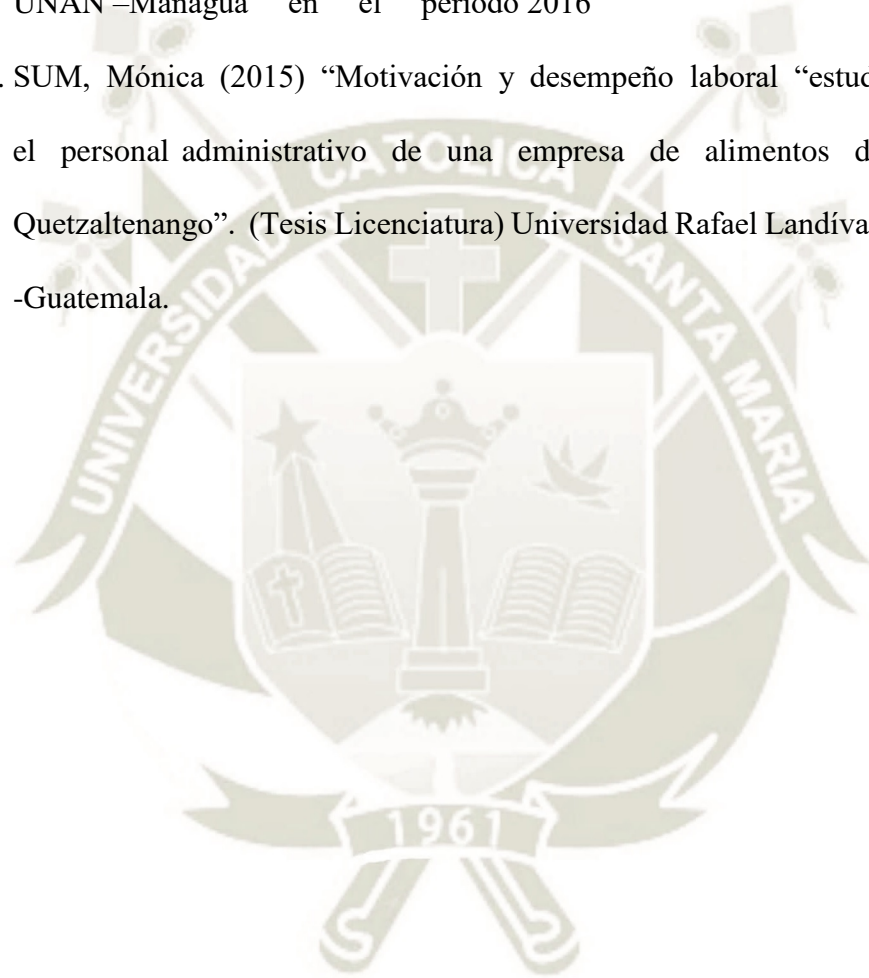 UNAN –Managua en el período 2016
. SUM, Mónica (2015) “Motivación y desempeño laboral “estud
el personal administrativo de una empresa de alimentos d
Quetzaltenango”. (Tesis Licenciatura) Universidad Rafael Landíva
-Guatemala.
UNIVERSIDAD CATOLICA SANTA MARIA
1961